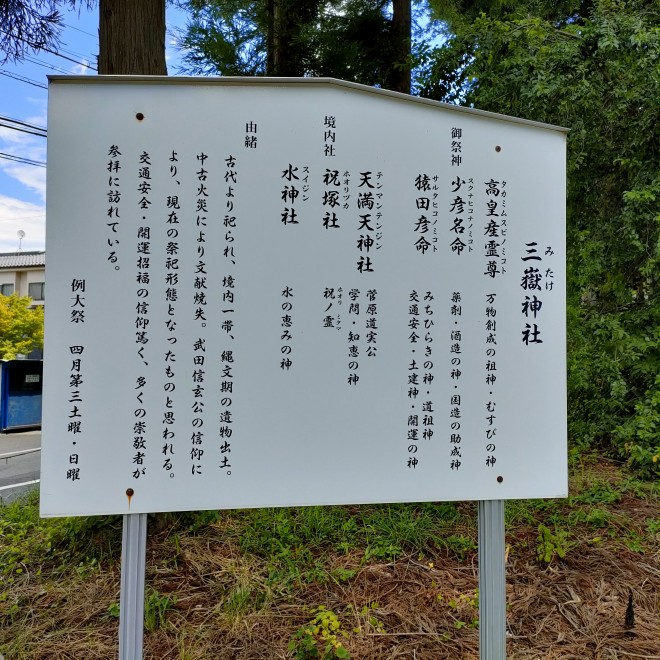 三嶽神社
みたけ
御祭神
高皇産霊尊
タカミムスビノミコト
万物創成の祖神・むすびの神
少彦名命
スクナヒコナノミコト
薬剤・酒造の神・国造の助成神
猿田彦命
サルタヒコノミコト
みちひらきの神・道祖神
交通安全・土建神・開運の神
境内社
天満天神社
テンマンテンジン
菅原道実公
学問・知恵の神
祝塚社
ホオリヅカ
祝ノ霊
ホオリ ミタマ
水神社
スイジン
水の恵みの神
由緒
古代より祀られ、境内一帯、縄文期の遺物出土。
中古火災により文献焼失。武田信玄公の信仰に
より、現在の祭祀形態となったものと思われる。
交通安全・開運招福の信仰篤く、多くの崇敬者が
参拝に訪れている。
例大祭 四月第三土曜・日曜